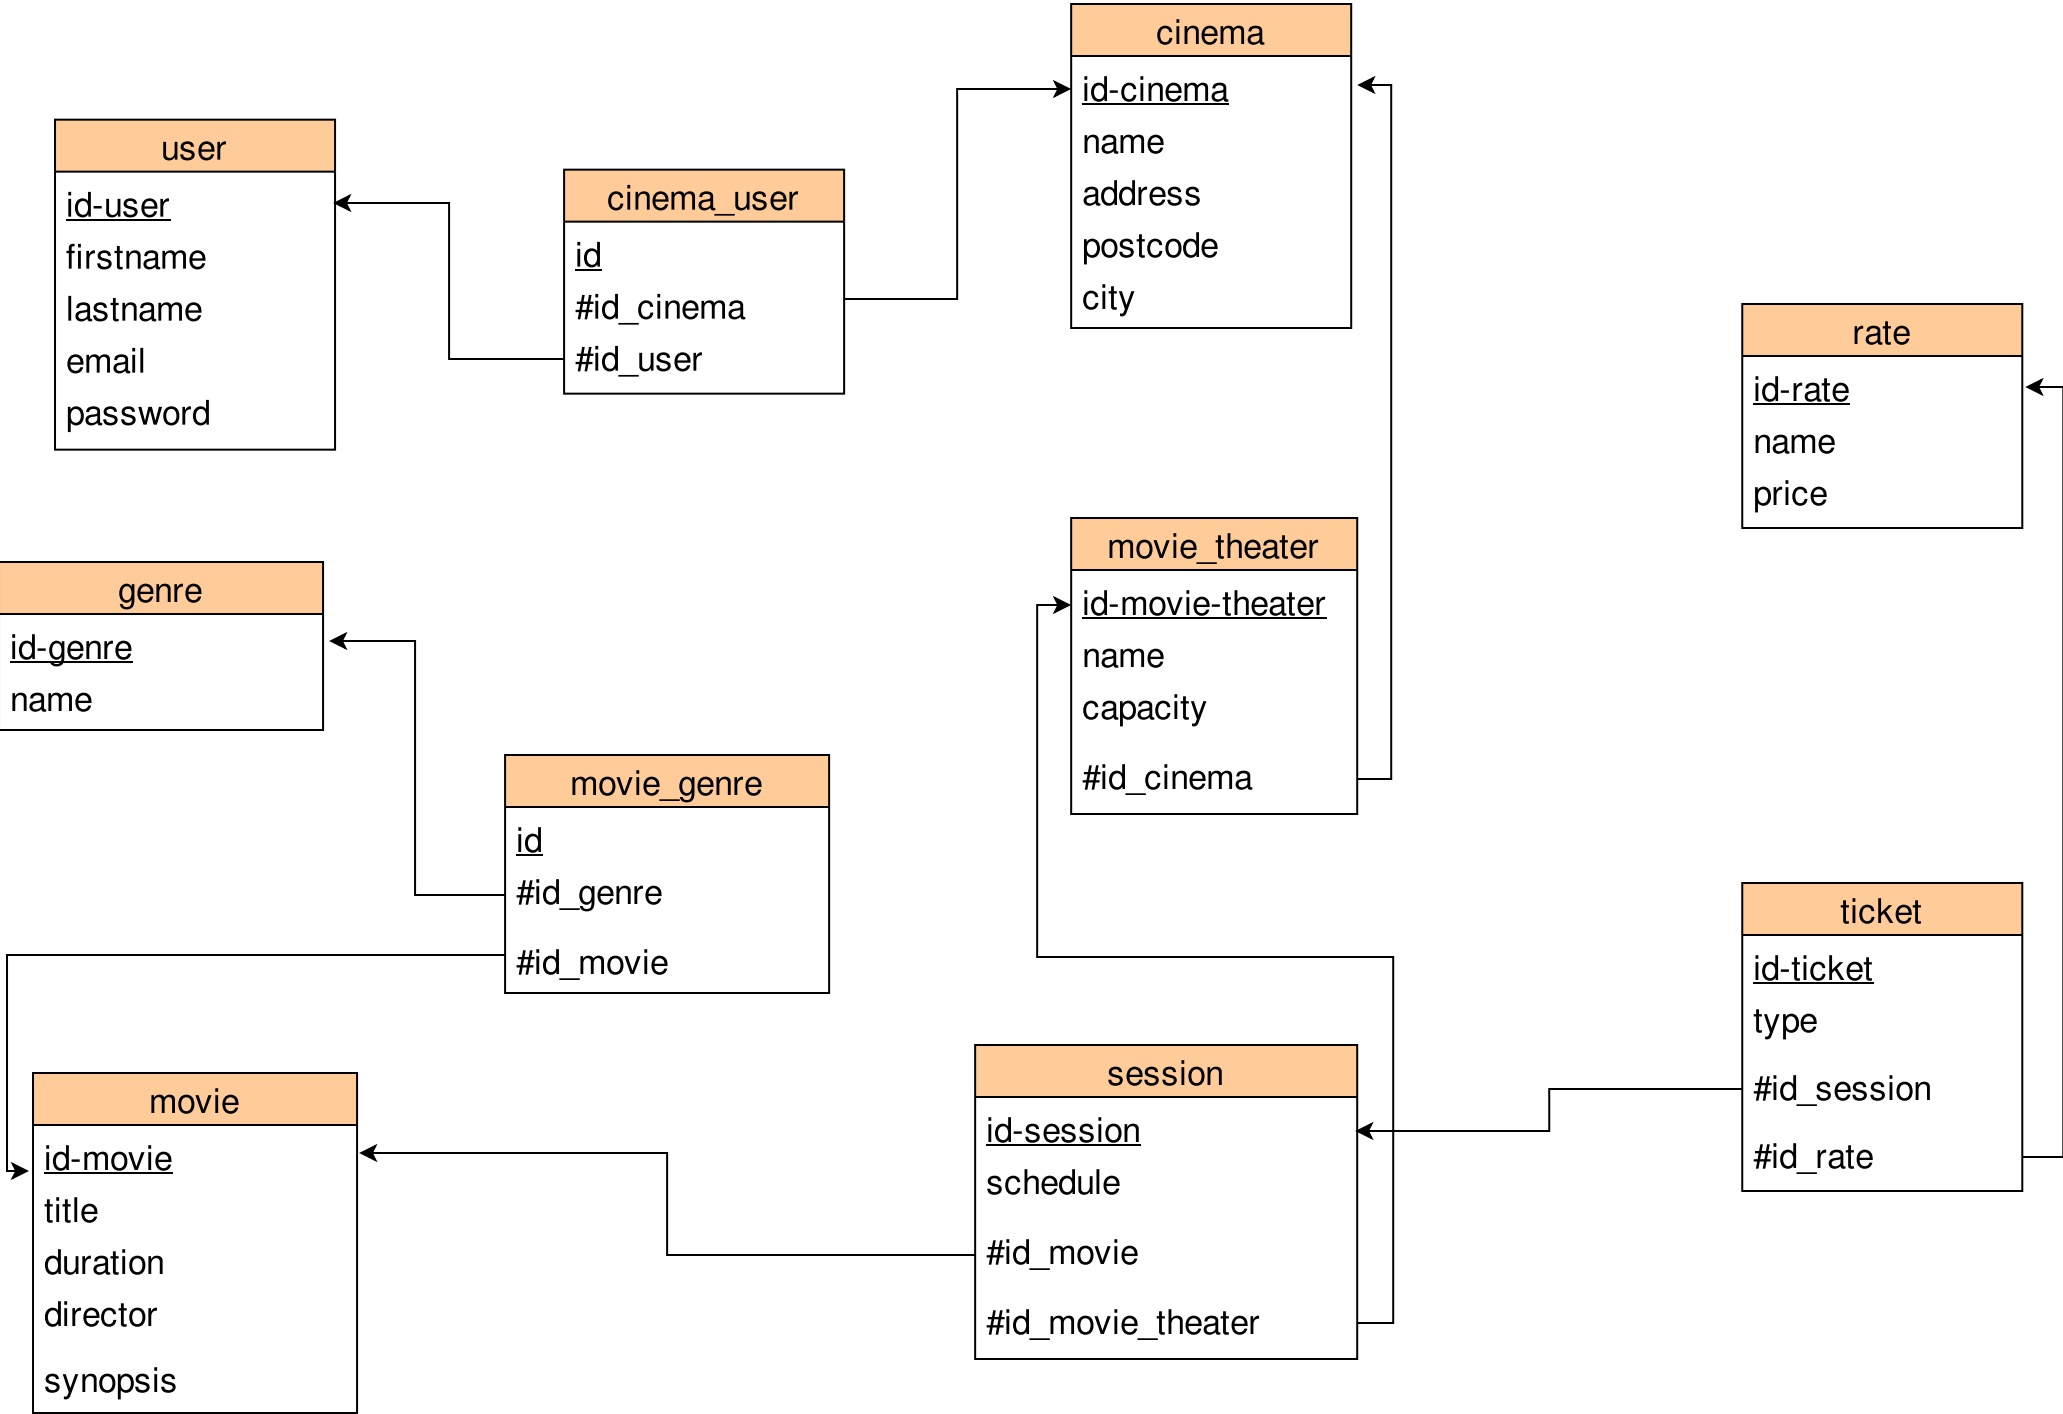 cinema
id-cinema
name
address
postcode
city
user
id-user
firstname
lastname
email
password
cinema_user
id
#id_cinema
#id_user
rate
id-rate
name
price
movie_theater
id-movie-theater
name
capacity
#id_cinema
genre
id-genre
name
movie_genre
id
#id_genre
#id_movie
ticket
id-ticket
type
#id_session
#id_rate
session
id-session
schedule
#id_movie
#id_movie_theater
movie
id-movie
title
duration
director
synopsis